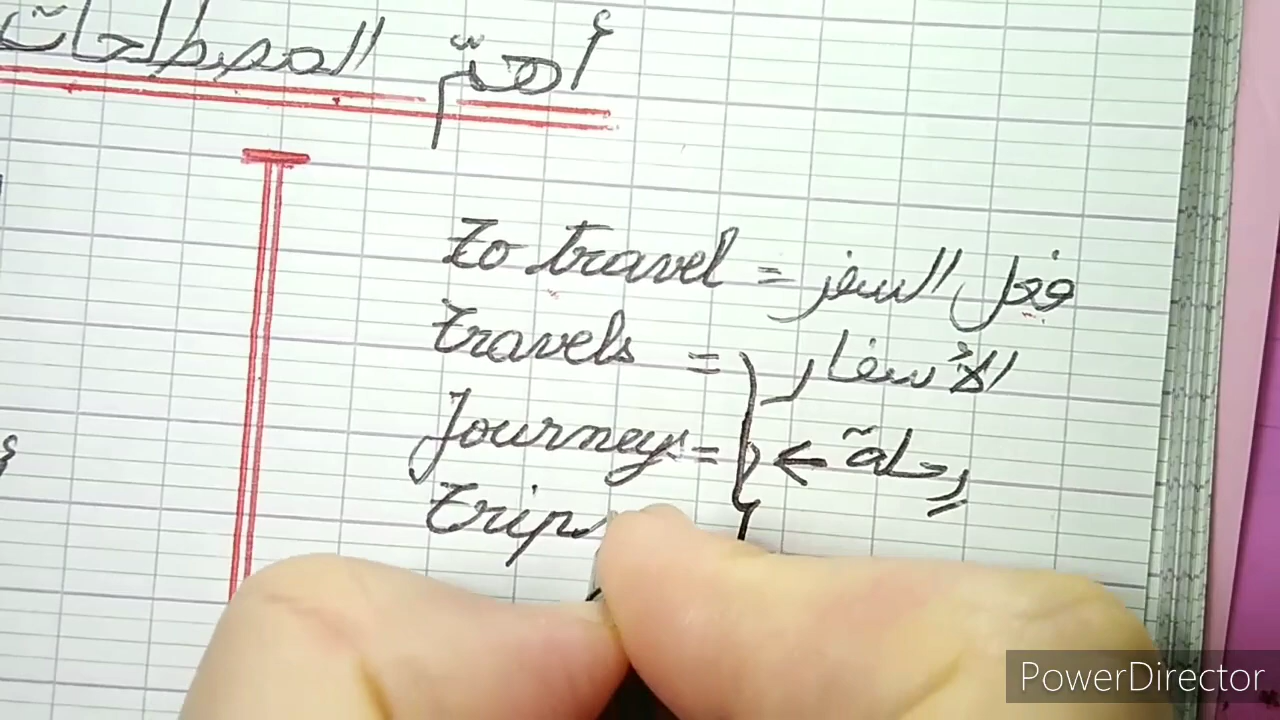 أهمّ المصطلحات
to travel = فعل السفر
travels = الأسفار
Journeys = رحلة ←
trip
PowerDirector